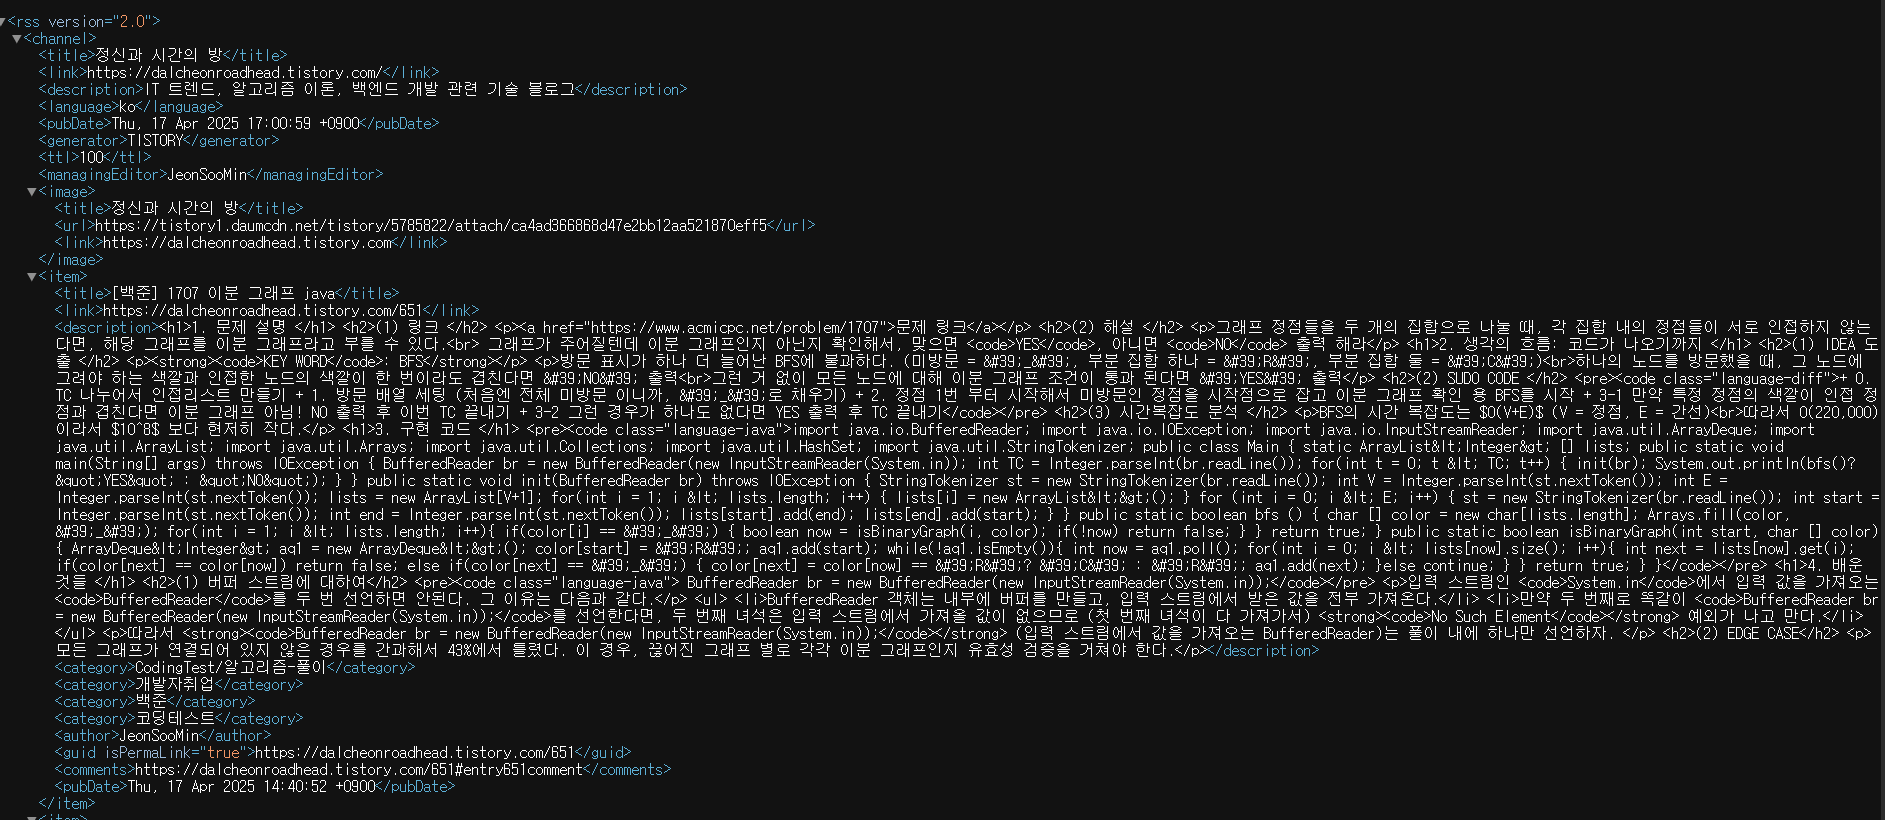 ▼<rss version="2.0">
▼<channel>
<title>정신과 시간의 방</title>
<link>https://dalcheonroadhead.tistory.com/</link>
<description>IT 트렌드, 알고리즘 이론, 백엔드 개발 관련 기술 블로그</description>
<language>ko</language>
<pubDate>Thu, 17 Apr 2025 17:00:59 +0900</pubDate>
<generator>TISTORY</generator>
<ttl>100</ttl>
<managingEditor>JeonSooMin</managingEditor>
▼<image>
<title>정신과 시간의 방</title>
<url>https://tistory1.daumcdn.net/tistory/5785822/attach/ca4ad366868d47e2bb12aa521870eff5</url>
<link>https://dalcheonroadhead.tistory.com</link>
</image>
▼<item>
<title>[백준] 1707 이분 그래프 java</title>
<link>https://dalcheonroadhead.tistory.com/651</link>
<description><h1>1. 문제 설명 </h1> <h2>(1) 링크 </h2> <p><a href="https://www.acmicpc.net/problem/1707">문제 링크</a></p> <h2>(2) 해설 </h2> <p>그래프 정점들을 두 개의 집합으로 나눌 때, 각 집합 내의 정점들이 서로 인접하지 않는
다면, 해당 그래프를 이분 그래프라고 부를 수 있다.<br> 그래프가 주어질텐데 이분 그래프인지 아닌지 확인해서, 맞으면 <code>YES</code>, 아니면 <code>NO</code> 출력 해라</p> <h1>2. 생각의 흐름: 코드가 나오기까지 </h1> <h2>(1) IDEA 도
출 </h2> <p><strong><code>KEY WORD</code>: BFS</strong></p> <p>방문 표시가 하나 더 늘어난 BFS에 불과하다. (미방문 = &#39;_&#39;, 부분 집합 하나 = &#39;R&#39;, 부분 집합 둘 = &#39;C&#39;)<br>하나의 노드를 방문했을 때, 그 노드에
그려야 하는 색깔과 인접한 노드의 색깔이 한 번이라도 겹친다면 &#39;NO&#39; 출력<br>그런 거 없이 모든 노드에 대해 이분 그래프 조건이 통과 된다면 &#39;YES&#39; 출력</p> <h2>(2) SUDO CODE </h2> <pre><code class="language-diff">+ 0.
TC 나누어서 인접리스트 만들기 + 1. 방문 배열 세팅 (처음엔 전체 미방문 이니까, &#39;_&#39;로 채우기) + 2. 정점 1번 부터 시작해서 미방문인 정점을 시작점으로 잡고 이분 그래프 확인 용 BFS를 시작 + 3-1 만약 특정 정점의 색깔이 인접 정
점과 겹친다면 이분 그래프 아님! NO 출력 후 이번 TC 끝내기 + 3-2 그런 경우가 하나도 없다면 YES 출력 후 TC 끝내기</code></pre> <h2>(3) 시간복잡도 분석 </h2> <p>BFS의 시간 복잡도는 $O(V+E)$ (V = 정점, E = 간선)<br>따라서 O(220,000)
이라서 $10^8$ 보다 현저히 작다.</p> <h1>3. 구현 코드 </h1> <pre><code class="language-java">import java.io.BufferedReader; import java.io.IOException; import java.io.InputStreamReader; import java.util.ArrayDeque; import
java.util.ArrayList; import java.util.Arrays; import java.util.Collections; import java.util.HashSet; import java.util.StringTokenizer; public class Main { static ArrayList&lt;Integer&gt; [] lists; public static void
main(String[] args) throws IOException { BufferedReader br = new BufferedReader(new InputStreamReader(System.in)); int TC = Integer.parseInt(br.readLine()); for(int t = 0; t &lt; TC; t++) { init(br); System.out.println(bfs()?
&quot;YES&quot; : &quot;NO&quot;); } } public static void init(BufferedReader br) throws IOException { StringTokenizer st = new StringTokenizer(br.readLine()); int V = Integer.parseInt(st.nextToken()); int E =
Integer.parseInt(st.nextToken()); lists = new ArrayList[V+1]; for(int i = 1; i &lt; lists.length; i++) { lists[i] = new ArrayList&lt;&gt;(); } for (int i = 0; i &lt; E; i++) { st = new StringTokenizer(br.readLine()); int start =
Integer.parseInt(st.nextToken()); int end = Integer.parseInt(st.nextToken()); lists[start].add(end); lists[end].add(start); } } public static boolean bfs () { char [] color = new char[lists.length]; Arrays.fill(color,
&#39;_&#39;); for(int i = 1; i &lt; lists.length; i++){ if(color[i] == &#39;_&#39;) { boolean now = isBinaryGraph(i, color); if(!now) return false; } } return true; } public static boolean isBinaryGraph(int start, char [] color)
{ ArrayDeque&lt;Integer&gt; aq1 = new ArrayDeque&lt;&gt;(); color[start] = &#39;R&#39;; aq1.add(start); while(!aq1.isEmpty()){ int now = aq1.poll(); for(int i = 0; i &lt; lists[now].size(); i++){ int next = lists[now].get(i);
if(color[next] == color[now]) return false; else if(color[next] == &#39;_&#39;) { color[next] = color[now] == &#39;R&#39;? &#39;C&#39; : &#39;R&#39;; aq1.add(next); }else continue; } } return true; } }</code></pre> <h1>4. 배운
것들 </h1> <h2>(1) 버퍼 스트림에 대하여</h2> <pre><code class="language-java"> BufferedReader br = new BufferedReader(new InputStreamReader(System.in));</code></pre> <p>입력 스트림인 <code>System.in</code>에서 입력 값을 가져오는
<code>BufferedReader</code>를 두 번 선언하면 안된다. 그 이유는 다음과 같다.</p> <ul> <li>BufferedReader 객체는 내부에 버퍼를 만들고, 입력 스트림에서 받은 값을 전부 가져온다.</li> <li>만약 두 번째로 똑같이 <code>BufferedReader br
= new BufferedReader(new InputStreamReader(System.in));</code>를 선언한다면, 두 번째 녀석은 입력 스트림에서 가져올 값이 없으므로 (첫 번째 녀석이 다 가져가서) <strong><code>No Such Element</code></strong> 예외가 나고 만다.</li>
</ul> <p>따라서 <strong><code>BufferedReader br = new BufferedReader(new InputStreamReader(System.in));</code></strong> (입력 스트림에서 값을 가져오는 BufferedReader)는 풀이 내에 하나만 선언하자. </p> <h2>(2) EDGE CASE</h2> <p>
모든 그래프가 연결되어 있지 않은 경우를 간과해서 43%에서 틀렸다. 이 경우, 끊어진 그래프 별로 각각 이분 그래프인지 유효성 검증을 거쳐야 한다.</p></description>
<category>CodingTest/알고리즘-풀이</category>
<category>개발자취업</category>
<category>백준</category>
<category>코딩테스트</category>
<author>JeonSooMin</author>
<guid isPermaLink="true">https://dalcheonroadhead.tistory.com/651</guid>
<comments>https://dalcheonroadhead.tistory.com/651#entry651comment</comments>
<pubDate>Thu, 17 Apr 2025 14:40:52 +0900</pubDate>
</item>
▼<item>